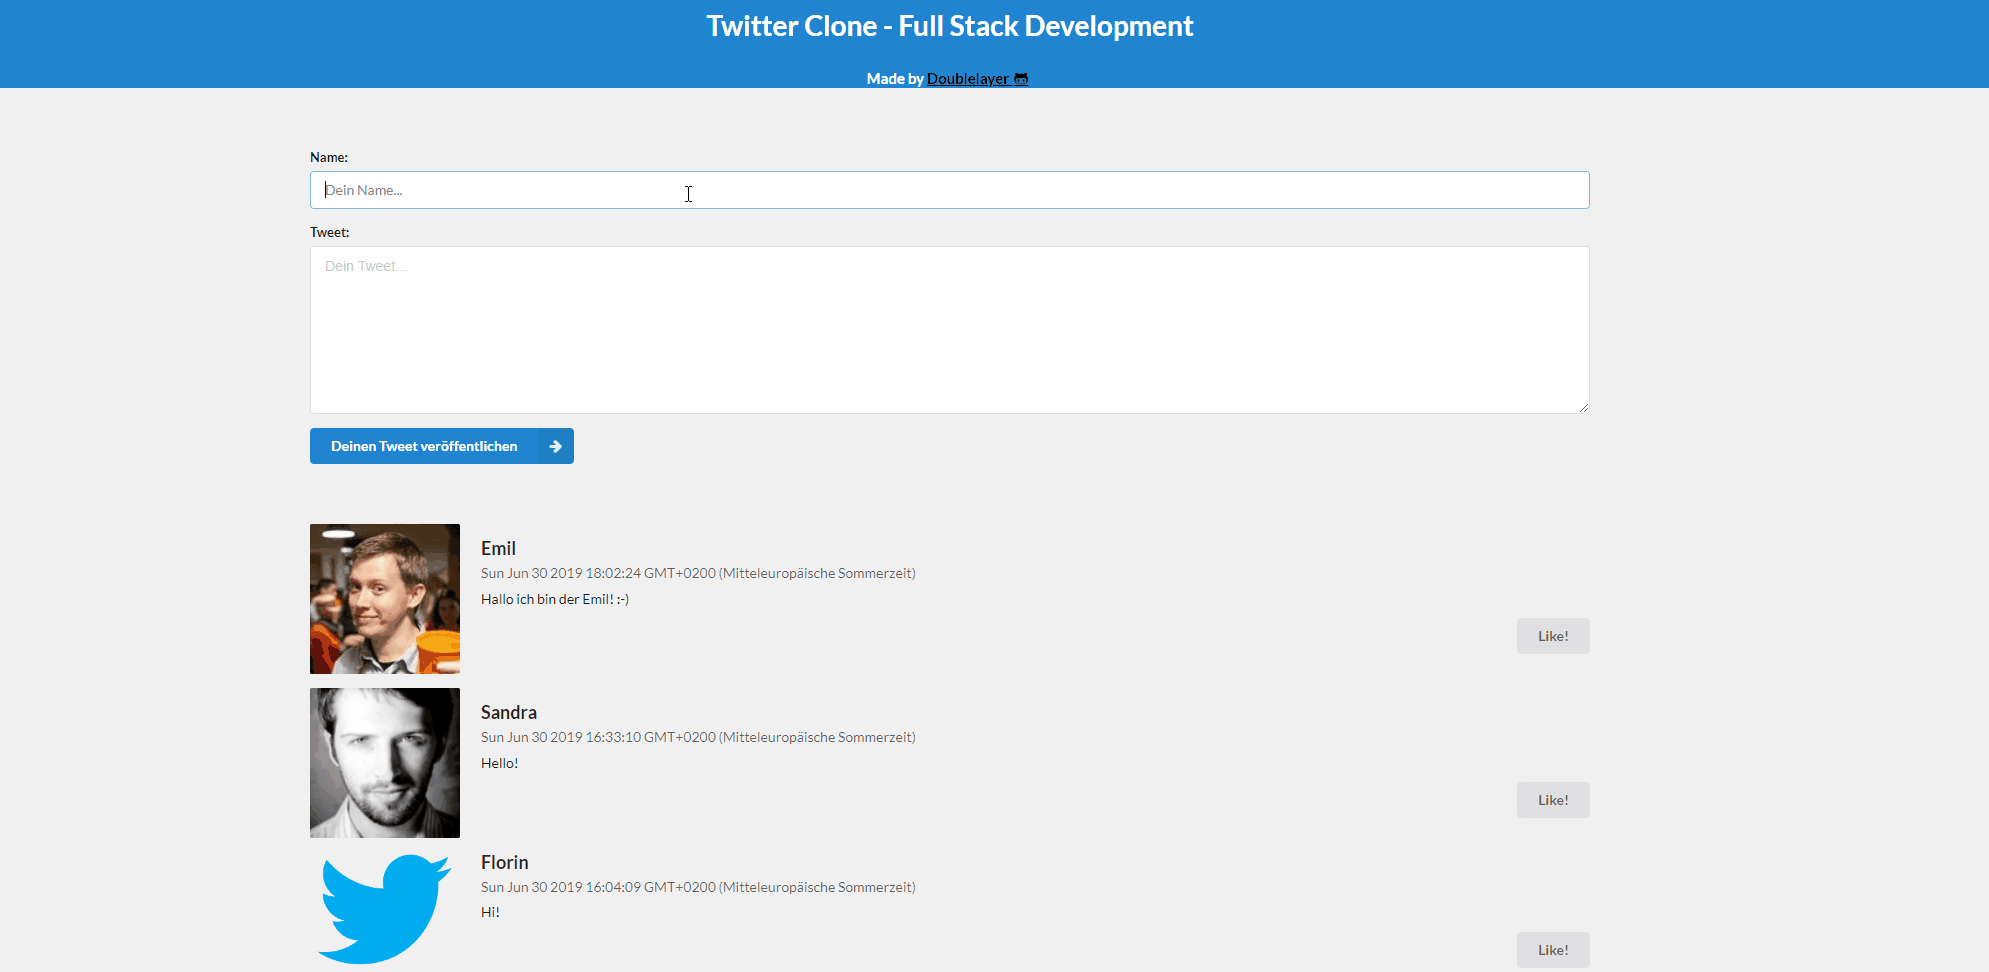 Twitter Clone - Full Stack Development
Made by Doublelayer
Name:
Dein Name...
Tweet:
Dein Tweet...
Deinen Tweet veröffentlichen
Emil
Sun Jun 30 2019 18:02:24 GMT+0200 (Mitteleuropäische Sommerzeit)
Hallo ich bin der Emil! :-)
Like!
Sandra
Sun Jun 30 2019 16:33:10 GMT+0200 (Mitteleuropäische Sommerzeit)
Hello!
Like!
Florin
Sun Jun 30 2019 16:04:09 GMT+0200 (Mitteleuropäische Sommerzeit)
Hi!
Like!